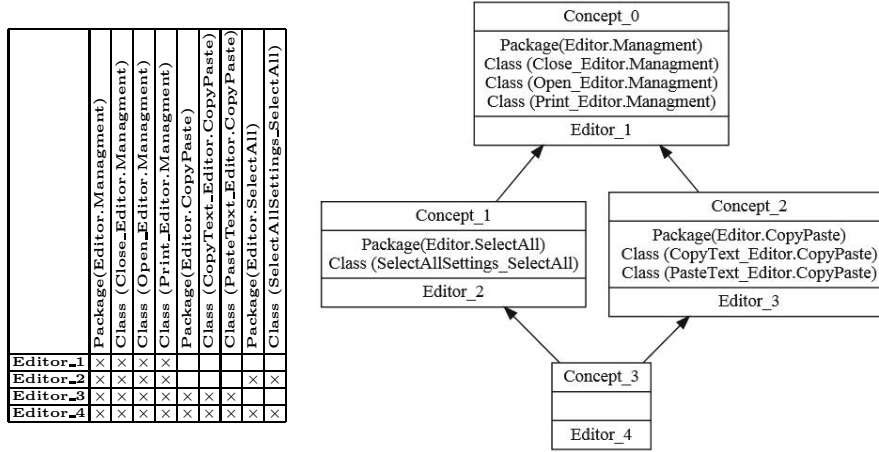 Package(Editor.Managment)
Class (Close_Editor.Managment)
Class (Open_Editor.Managment)
Class (Print_Editor.Managment)
Package(Editor.CopyPaste)
Class (CopyText_Editor.CopyPaste)
Class (PasteText_Editor.CopyPaste)
Package(Editor.SelectAll)
Class (SelectAllSettings_SelectAll)
Editor_1 × × × ×
Editor_2 × × × × × ×
Editor_3 × × × × × × ×
Editor_4 × × × × × × × × ×
Concept_0
Package(Editor.Managment)
Class (Close_Editor.Managment)
Class (Open_Editor.Managment)
Class (Print_Editor.Managment)
Editor_1
Concept_1
Package(Editor.SelectAll)
Class (SelectAllSettings_SelectAll)
Editor_2
Concept_2
Package(Editor.CopyPaste)
Class (CopyText_Editor.CopyPaste)
Class (PasteText_Editor.CopyPaste)
Editor_3
Concept_3
Editor_4